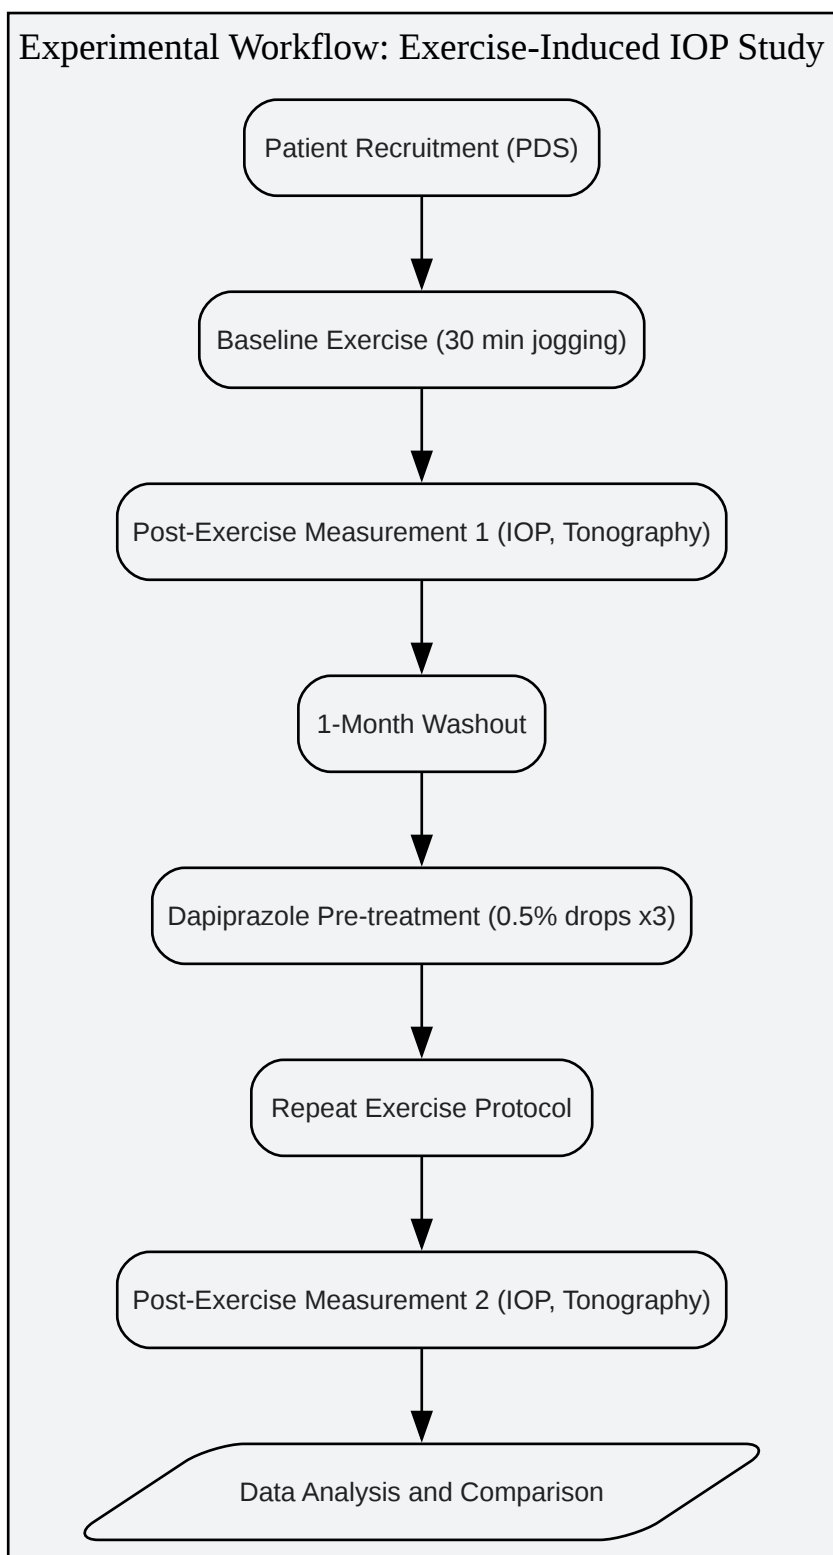 Experimental Workflow: Exercise-Induced IOP Study
Patient Recruitment (PDS)
Baseline Exercise (30 min jogging)
Post-Exercise Measurement 1 (IOP, Tonography)
1-Month Washout
Dapiprazole Pre-treatment (0.5% drops x3)
Repeat Exercise Protocol
Post-Exercise Measurement 2 (IOP, Tonography)
Data Analysis and Comparison